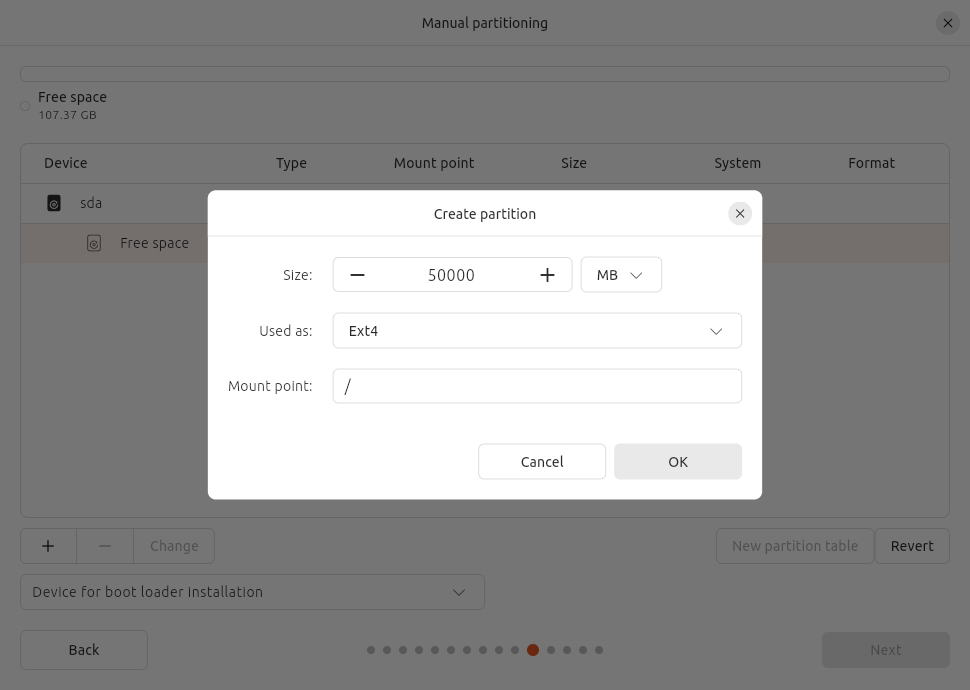 Manual partitioning
Free space
107.37 GB
Device Type Mount point Size System Format
sda
Free space
Create partition
Size: 50000 MB
Used as: Ext4
Mount point: /
Cancel OK
Change New partition table Revert
Device for boot loader installation
Back Next